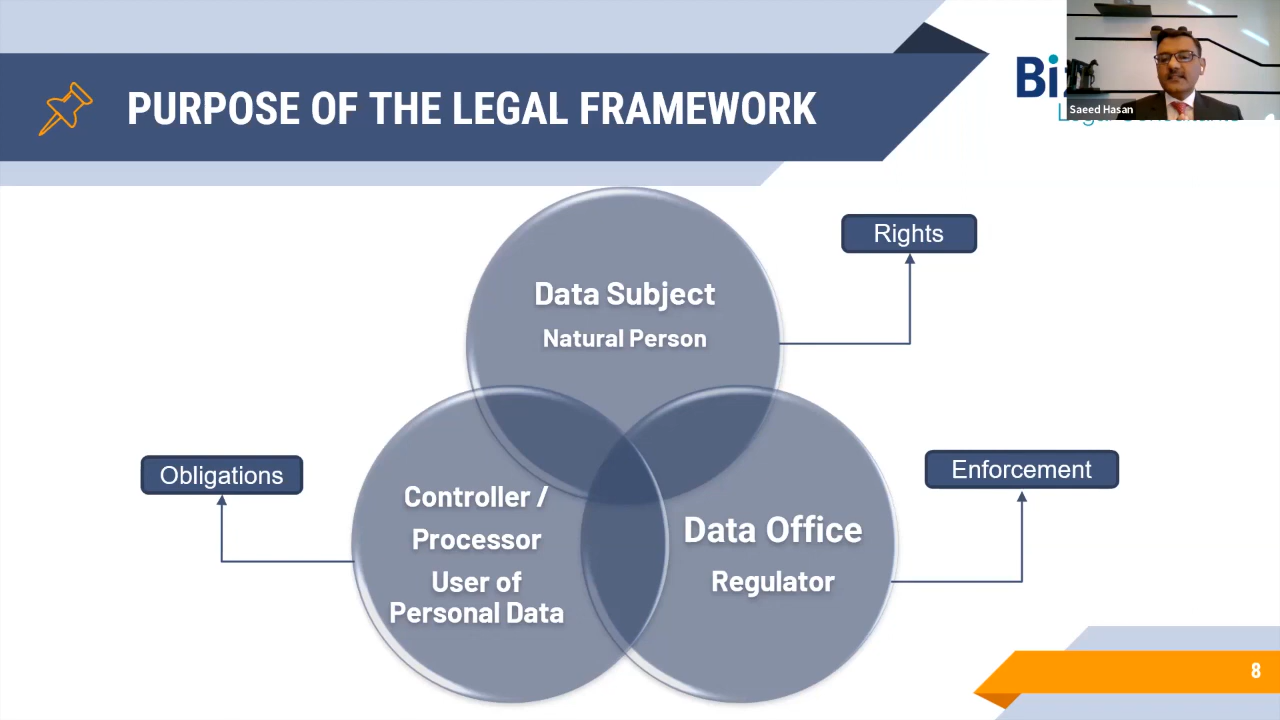 PURPOSE OF THE LEGAL FRAMEWORK
Saeed Hasan
Rights
Data Subject
Natural Person
Obligations
Enforcement
Controller /
Processor
User of
Personal Data
Data Office
Regulator
8